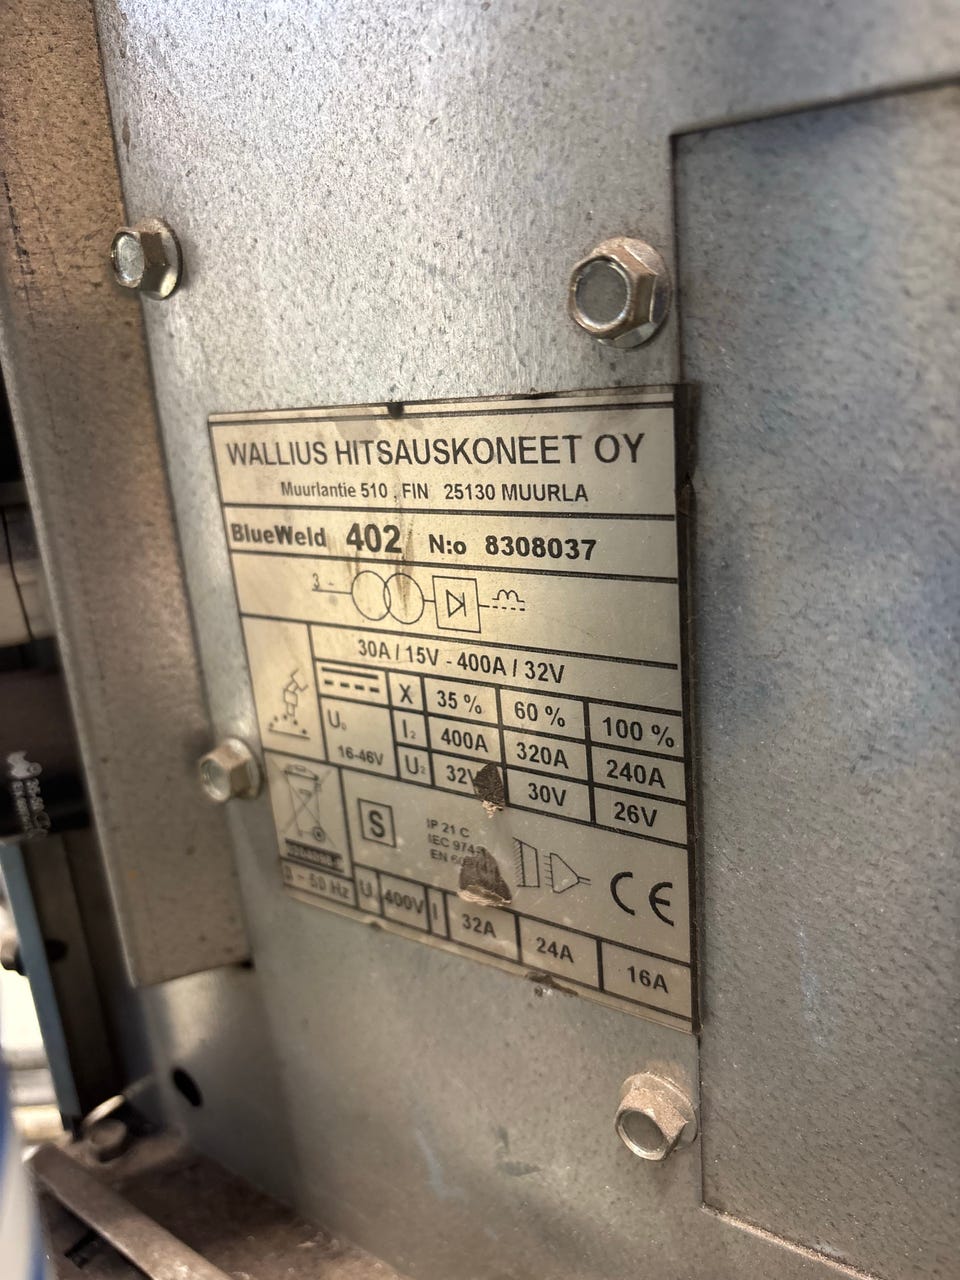 WALLIUS HITSAUSKONEET OY
Muurlantie 510 , FIN 25130 MUURLA
BlueWeld 402 N:o 8308037
3 ~
30A / 15V - 400A / 32V
X 35 % 60 % 100 %
U₀ I₂ 400A 320A 240A
16-46V U₂ 32V 30V 26V
S
IP 21 C
IEC 974-
EN
CE
3 ~ 50 Hz U₁ 400V I 32A 24A 16A